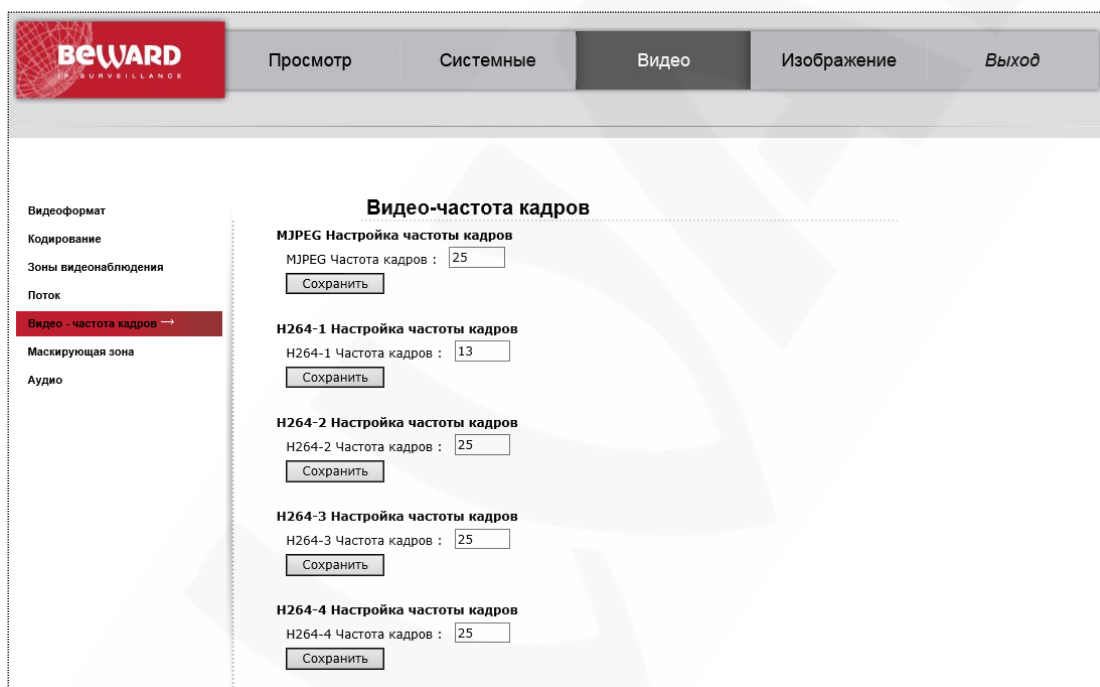 BEWARD
IP SURVEILLANCE
Просмотр Системные Видео Изображение Выход
Видеоформат
Кодирование
Зоны видеонаблюдения
Поток
Видео - частота кадров →
Маскирующая зона
Аудио
Видео-частота кадров
MJPEG Настройка частоты кадров
MJPEG Частота кадров : 25
Сохранить
H264-1 Настройка частоты кадров
H264-1 Частота кадров : 13
Сохранить
H264-2 Настройка частоты кадров
H264-2 Частота кадров : 25
Сохранить
H264-3 Настройка частоты кадров
H264-3 Частота кадров : 25
Сохранить
H264-4 Настройка частоты кадров
H264-4 Частота кадров : 25
Сохранить